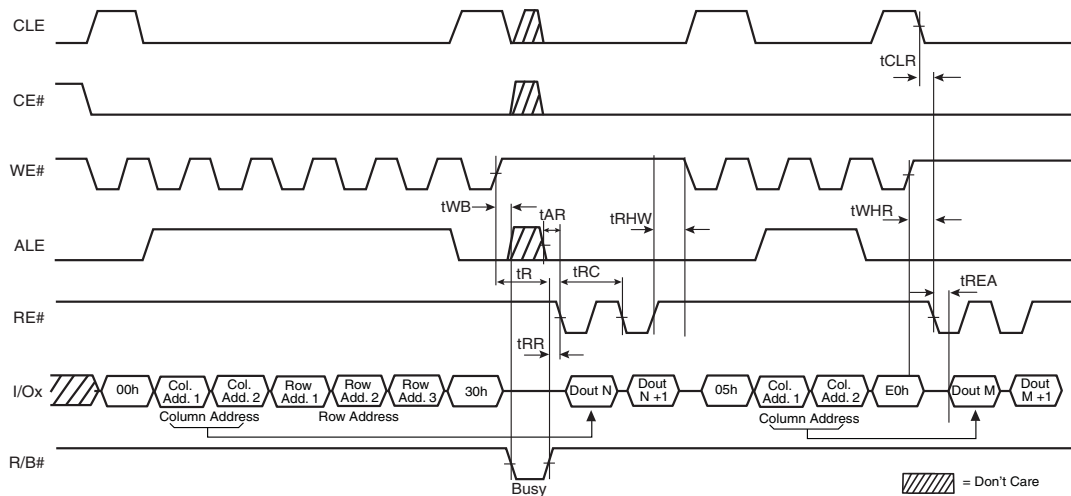 CLE
tCLR
CE#
WE#
tWB
tAR
tRHW
tWHR
ALE
tR
tRC
tREA
RE#
tRR
I/Ox
00h
Col.
Add. 1
Col.
Add. 2
Row
Add. 1
Row
Add. 2
Row
Add. 3
30h
Dout N
Dout
N +1
05h
Col.
Add. 1
Col.
Add. 2
E0h
Dout M
Dout
M +1
Column Address
Row Address
Column Address
R/B#
Busy
= Don't Care